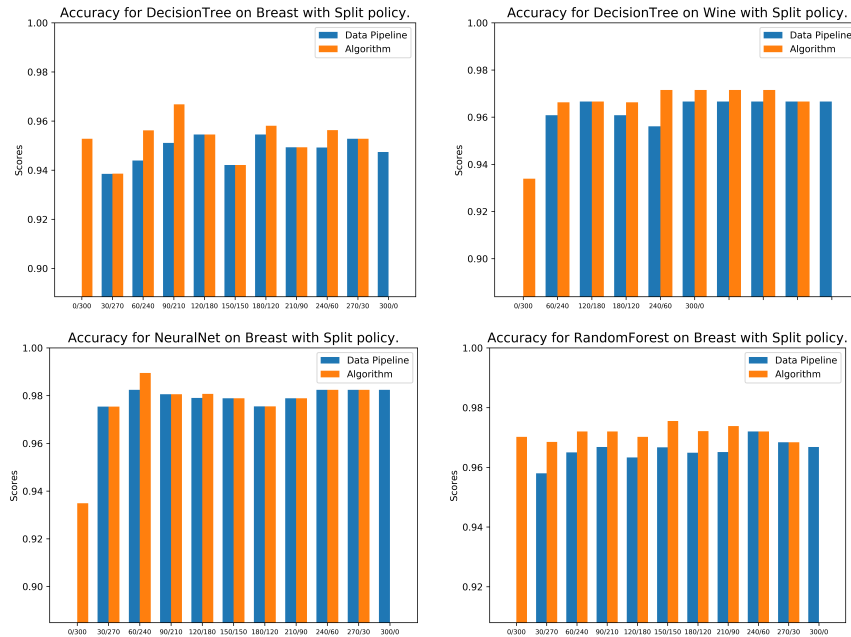 Accuracy for DecisionTree on Breast with Split policy.
1.00
0.98
0.96
0.94
0.92
0.90
Scores
Data Pipeline
Algorithm
0/300 30/270 60/240 90/210 120/180 150/150 180/120 210/90 240/60 270/30 300/0
Accuracy for DecisionTree on Wine with Split policy.
1.00
0.98
0.96
0.94
0.92
0.90
Scores
Data Pipeline
Algorithm
0/300 60/240 120/180 180/120 240/60 300/0
Accuracy for NeuralNet on Breast with Split policy.
1.00
0.98
0.96
0.94
0.92
0.90
Scores
Data Pipeline
Algorithm
0/300 30/270 60/240 90/210 120/180 150/150 180/120 210/90 240/60 270/30 300/0
Accuracy for RandomForest on Breast with Split policy.
1.00
0.98
0.96
0.94
0.92
Scores
Data Pipeline
Algorithm
0/300 30/270 60/240 90/210 120/180 150/150 180/120 210/90 240/60 270/30 300/0